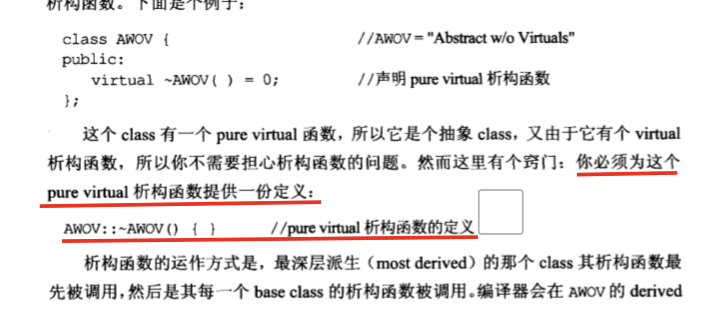 析构函数。下面是个例子：
class AWOV { //AWOV = "Abstract w/o Virtuals"
public:
virtual ~AWOV( ) = 0; //声明 pure virtual 析构函数
};
这个 class 有一个 pure virtual 函数，所以它是个抽象 class，又由于它有个 virtual
析构函数，所以你不需要担心析构函数的问题。然而这里有个窍门：你必须为这个
pure virtual 析构函数提供一份定义：
AWOV::~AWOV() { } //pure virtual 析构函数的定义
析构函数的运作方式是，最深层派生（most derived）的那个 class 其析构函数最
先被调用，然后是其每一个 base class 的析构函数被调用。编译器会在 AWOV 的 derived